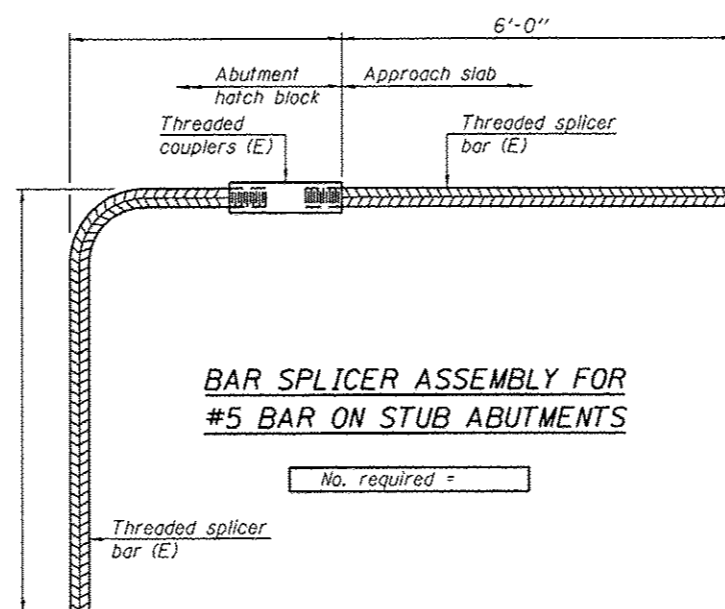 6'-0"
Abutment
hatch block
Approach slab
Threaded
couplers (E)
Threaded splicer
bar (E)
BAR SPLICER ASSEMBLY FOR
#5 BAR ON STUB ABUTMENTS
No. required =
Threaded splicer
bar (E)